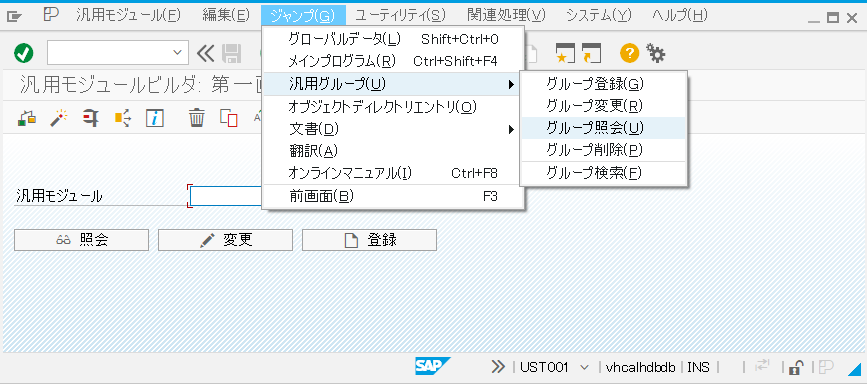 汎用モジュール(F) 編集(E) ジャンプ(G) ユーティリティ(S) 関連処理(V) システム(Y) ヘルプ(H)
グローバルデータ(L) Shift+Ctrl+0
メインプログラム(R) Ctrl+Shift+F4
汎用グループ(U)
オブジェクトディレクトリエントリ(O)
文書(D)
翻訳(A)
オンラインマニュアル(I) Ctrl+F8
前画面(B) F3
グループ登録(G)
グループ変更(R)
グループ照会(U)
グループ削除(P)
グループ検索(F)
汎用モジュールビルダ: 第一画
汎用モジュール
照会 変更 登録
SAP UST001 vhcalhdbdb INS